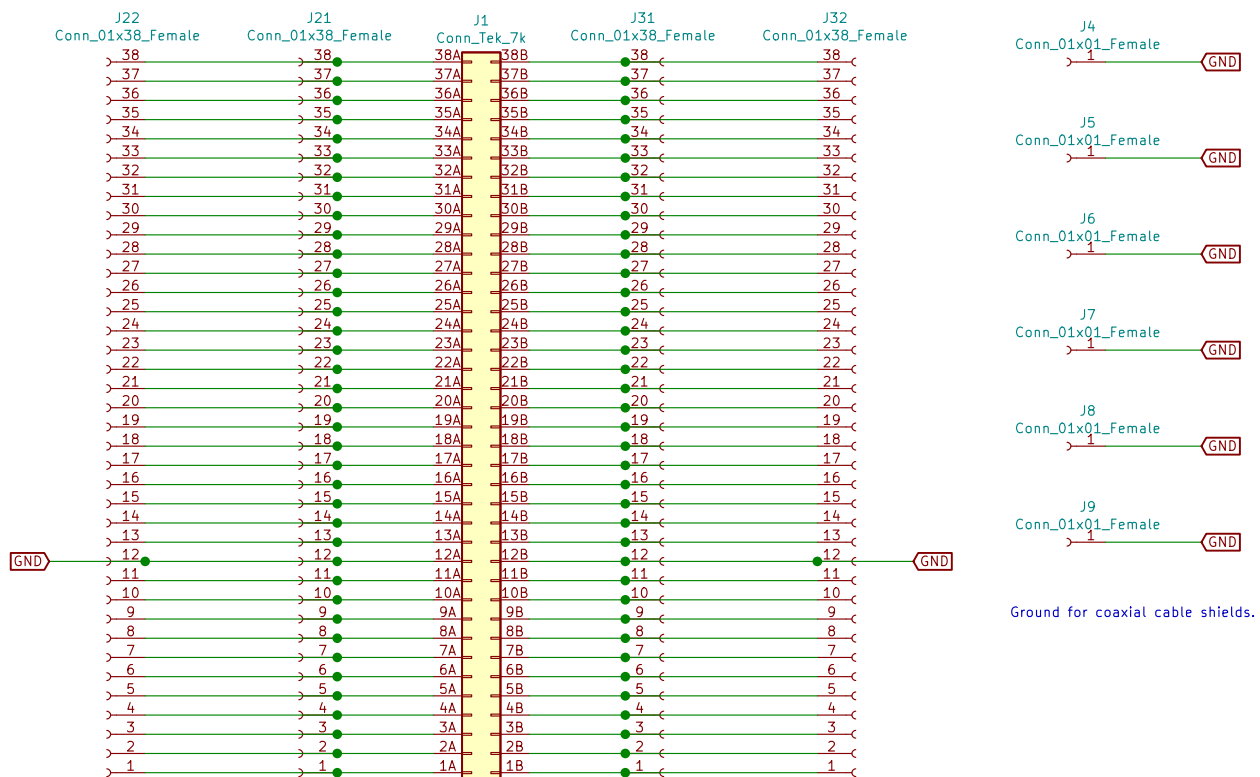 J22 J21 J1 J31 J32 J4
Conn_01x38_Female Conn_01x38_Female Conn_Tek_7k Conn_01x38_Female Conn_01x38_Female Conn_01x01_Female
38 38 38A 38B 38 38 1 GND
37 37 37A 37B 37 37
36 36 36A 36B 36 36
35 35 35A 35B 35 35 J5
34 34 34A 34B 34 34 Conn_01x01_Female
33 33 33A 33B 33 33 1 GND
32 32 32A 32B 32 32
31 31 31A 31B 31 31
30 30 30A 30B 30 30 J6
29 29 29A 29B 29 29 Conn_01x01_Female
28 28 28A 28B 28 28 1 GND
27 27 27A 27B 27 27
26 26 26A 26B 26 26
25 25 25A 25B 25 25 J7
24 24 24A 24B 24 24 Conn_01x01_Female
23 23 23A 23B 23 23 1 GND
22 22 22A 22B 22 22
21 21 21A 21B 21 21
20 20 20A 20B 20 20 J8
19 19 19A 19B 19 19 Conn_01x01_Female
18 18 18A 18B 18 18 1 GND
17 17 17A 17B 17 17
16 16 16A 16B 16 16
15 15 15A 15B 15 15 J9
14 14 14A 14B 14 14 Conn_01x01_Female
13 13 13A 13B 13 13 1 GND
GND 12 12 12A 12B 12 12 GND
11 11 11A 11B 11 11
10 10 10A 10B 10 10
9 9 9A 9B 9 9 Ground for coaxial cable shields.
8 8 8A 8B 8 8
7 7 7A 7B 7 7
6 6 6A 6B 6 6
5 5 5A 5B 5 5
4 4 4A 4B 4 4
3 3 3A 3B 3 3
2 2 2A 2B 2 2
1 1 1A 1B 1 1